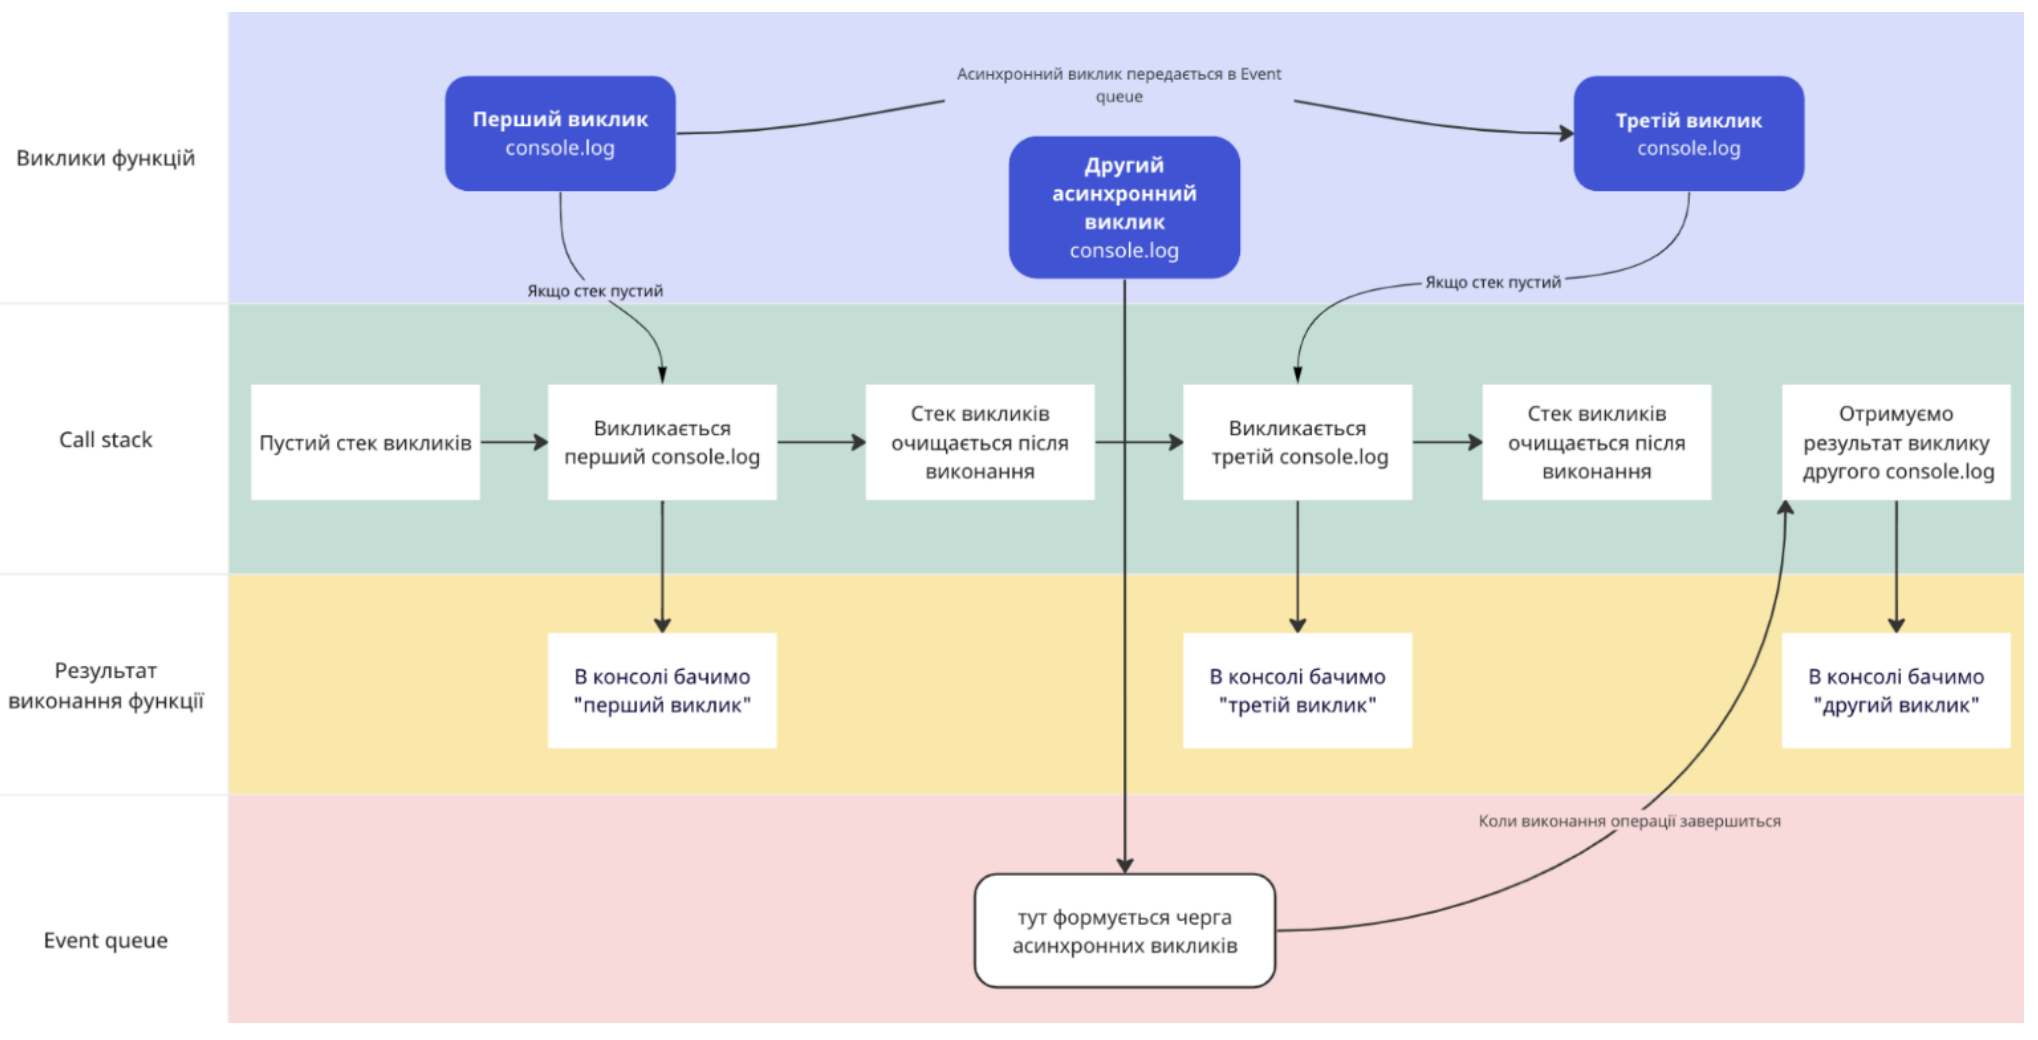 Виклики функцій
Перший виклик
console.log
Асинхронний виклик передається в Event
queue
Другий
асинхронний
виклик
console.log
Третій виклик
console.log
Якщо стек пустий
Якщо стек пустий
Call stack
Пустий стек викликів
Викликається
перший console.log
Стек викликів
очищається після
виконання
Викликається
третій console.log
Стек викликів
очищається після
виконання
Отримуємо
результат виклику
другого console.log
Результат
виконання функції
В консолі бачимо
"перший виклик"
В консолі бачимо
"третій виклик"
В консолі бачимо
"другий виклик"
Коли виконання операції завершиться
Event queue
тут формується черга
асинхронних викликів